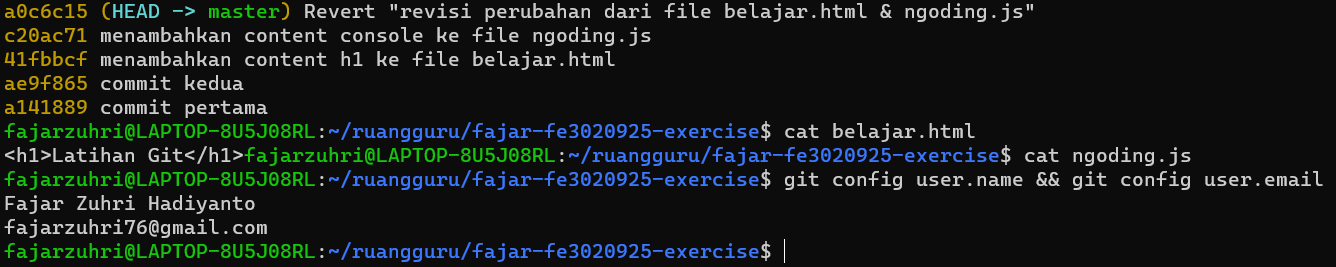 a0c6c15 (HEAD -> master) Revert "revisi perubahan dari file belajar.html & ngoding.js"
c20ac71 menambahkan content console ke file ngoding.js
41fbbcf menambahkan content h1 ke file belajar.html
ae9f865 commit kedua
a141889 commit pertama
fajarzuhri@LAPTOP-8U5J08RL:~/ruangguru/fajar-fe3020925-exercise$ cat belajar.html
<h1>Latihan Git</h1>fajarzuhri@LAPTOP-8U5J08RL:~/ruangguru/fajar-fe3020925-exercise$ cat ngoding.js
fajarzuhri@LAPTOP-8U5J08RL:~/ruangguru/fajar-fe3020925-exercise$ git config user.name && git config user.email
Fajar Zuhri Hadiyanto
fajarzuhri76@gmail.com
fajarzuhri@LAPTOP-8U5J08RL:~/ruangguru/fajar-fe3020925-exercise$